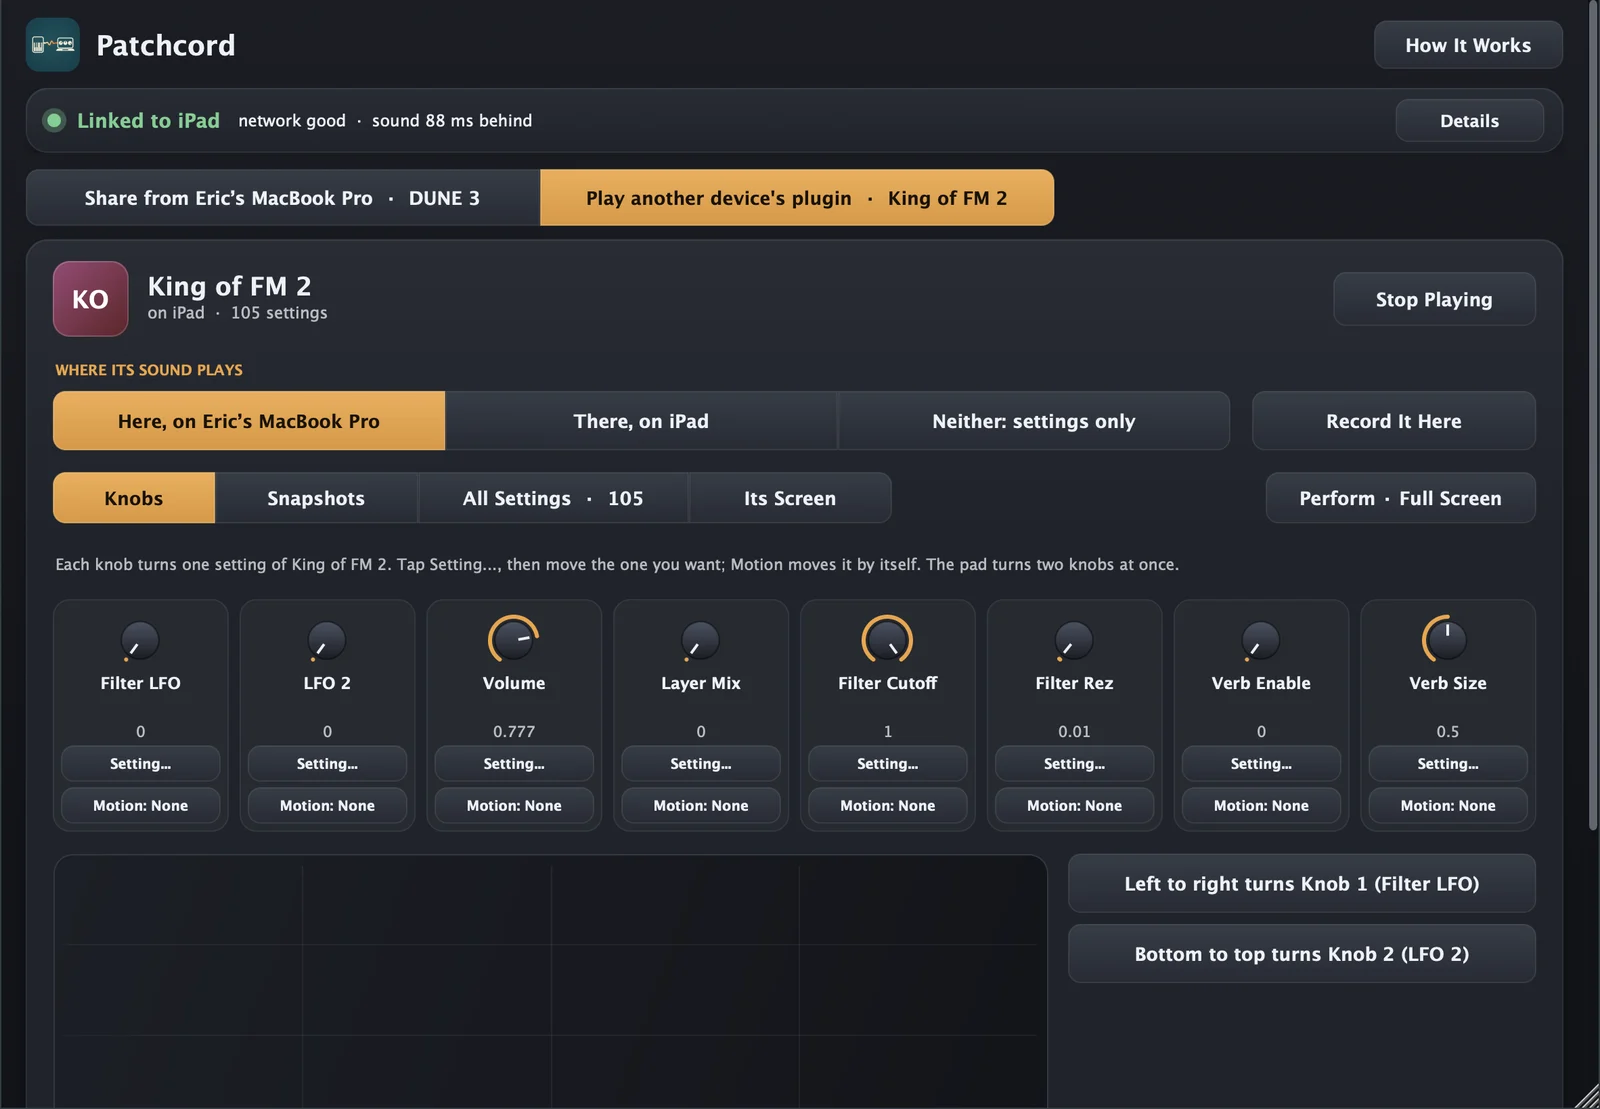 Patchcord
How It Works
Linked to iPad network good · sound 88 ms behind
Details
Share from Eric’s MacBook Pro · DUNE 3
Play another device's plugin · King of FM 2
KO
King of FM 2
on iPad · 105 settings
Stop Playing
WHERE ITS SOUND PLAYS
Here, on Eric’s MacBook Pro
There, on iPad
Neither: settings only
Record It Here
Knobs
Snapshots
All Settings · 105
Its Screen
Perform · Full Screen
Each knob turns one setting of King of FM 2. Tap Setting..., then move the one you want; Motion moves it by itself. The pad turns two knobs at once.
Filter LFO
0
Setting...
Motion: None
LFO 2
0
Setting...
Motion: None
Volume
0.777
Setting...
Motion: None
Layer Mix
0
Setting...
Motion: None
Filter Cutoff
1
Setting...
Motion: None
Filter Rez
0.01
Setting...
Motion: None
Verb Enable
0
Setting...
Motion: None
Verb Size
0.5
Setting...
Motion: None
Left to right turns Knob 1 (Filter LFO)
Bottom to top turns Knob 2 (LFO 2)